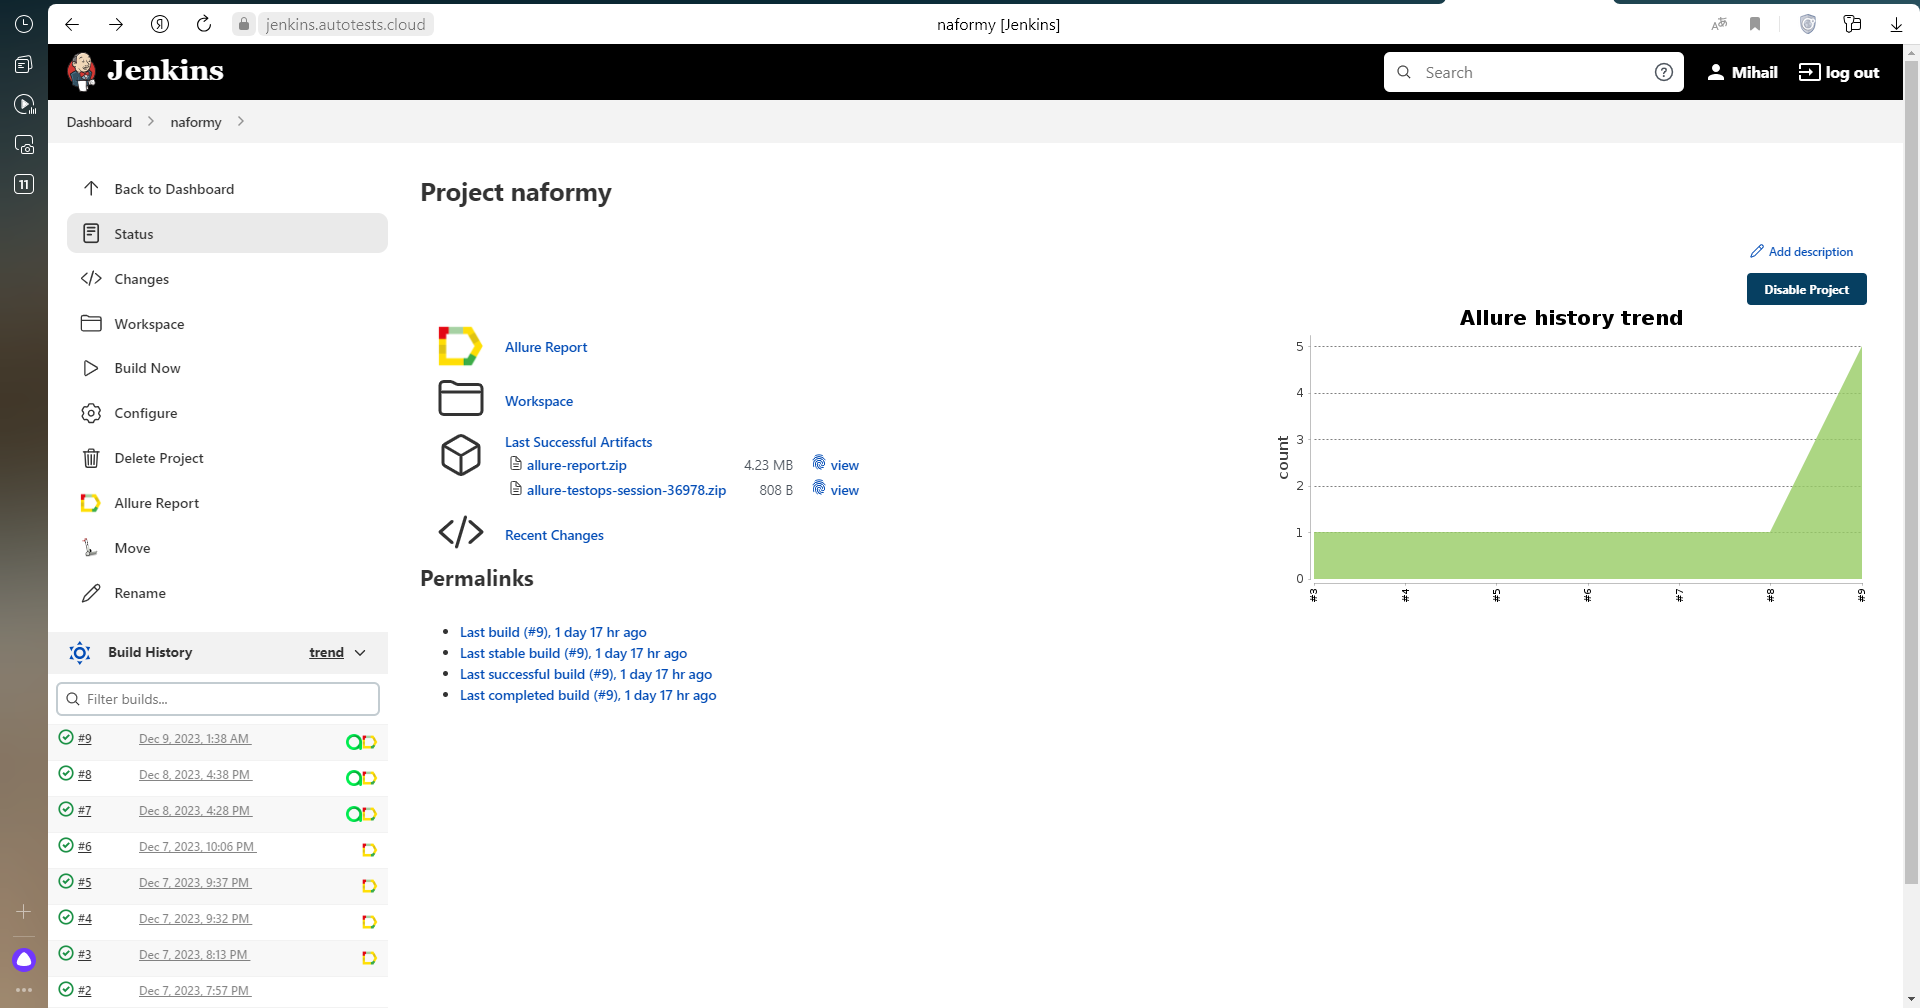 jenkins.autotests.cloud
naformy [Jenkins]
Jenkins
Search
Mihail
log out
11
Dashboard
naformy
Back to Dashboard
Status
Changes
Workspace
Build Now
Configure
Delete Project
Allure Report
Move
Rename
Build History
trend
Filter builds...
#9 Dec 9, 2023, 1:38 AM
#8 Dec 8, 2023, 4:38 PM
#7 Dec 8, 2023, 4:28 PM
#6 Dec 7, 2023, 10:06 PM
#5 Dec 7, 2023, 9:37 PM
#4 Dec 7, 2023, 9:32 PM
#3 Dec 7, 2023, 8:13 PM
#2 Dec 7, 2023, 7:57 PM
Project naformy
Add description
Disable Project
Allure Report
Workspace
Last Successful Artifacts
allure-report.zip 4.23 MB view
allure-testops-session-36978.zip 808 B view
Recent Changes
Permalinks
Last build (#9), 1 day 17 hr ago
Last stable build (#9), 1 day 17 hr ago
Last successful build (#9), 1 day 17 hr ago
Last completed build (#9), 1 day 17 hr ago
Allure history trend
count
5
4
3
2
1
0
#3 #4 #5 #6 #7 #8 #9